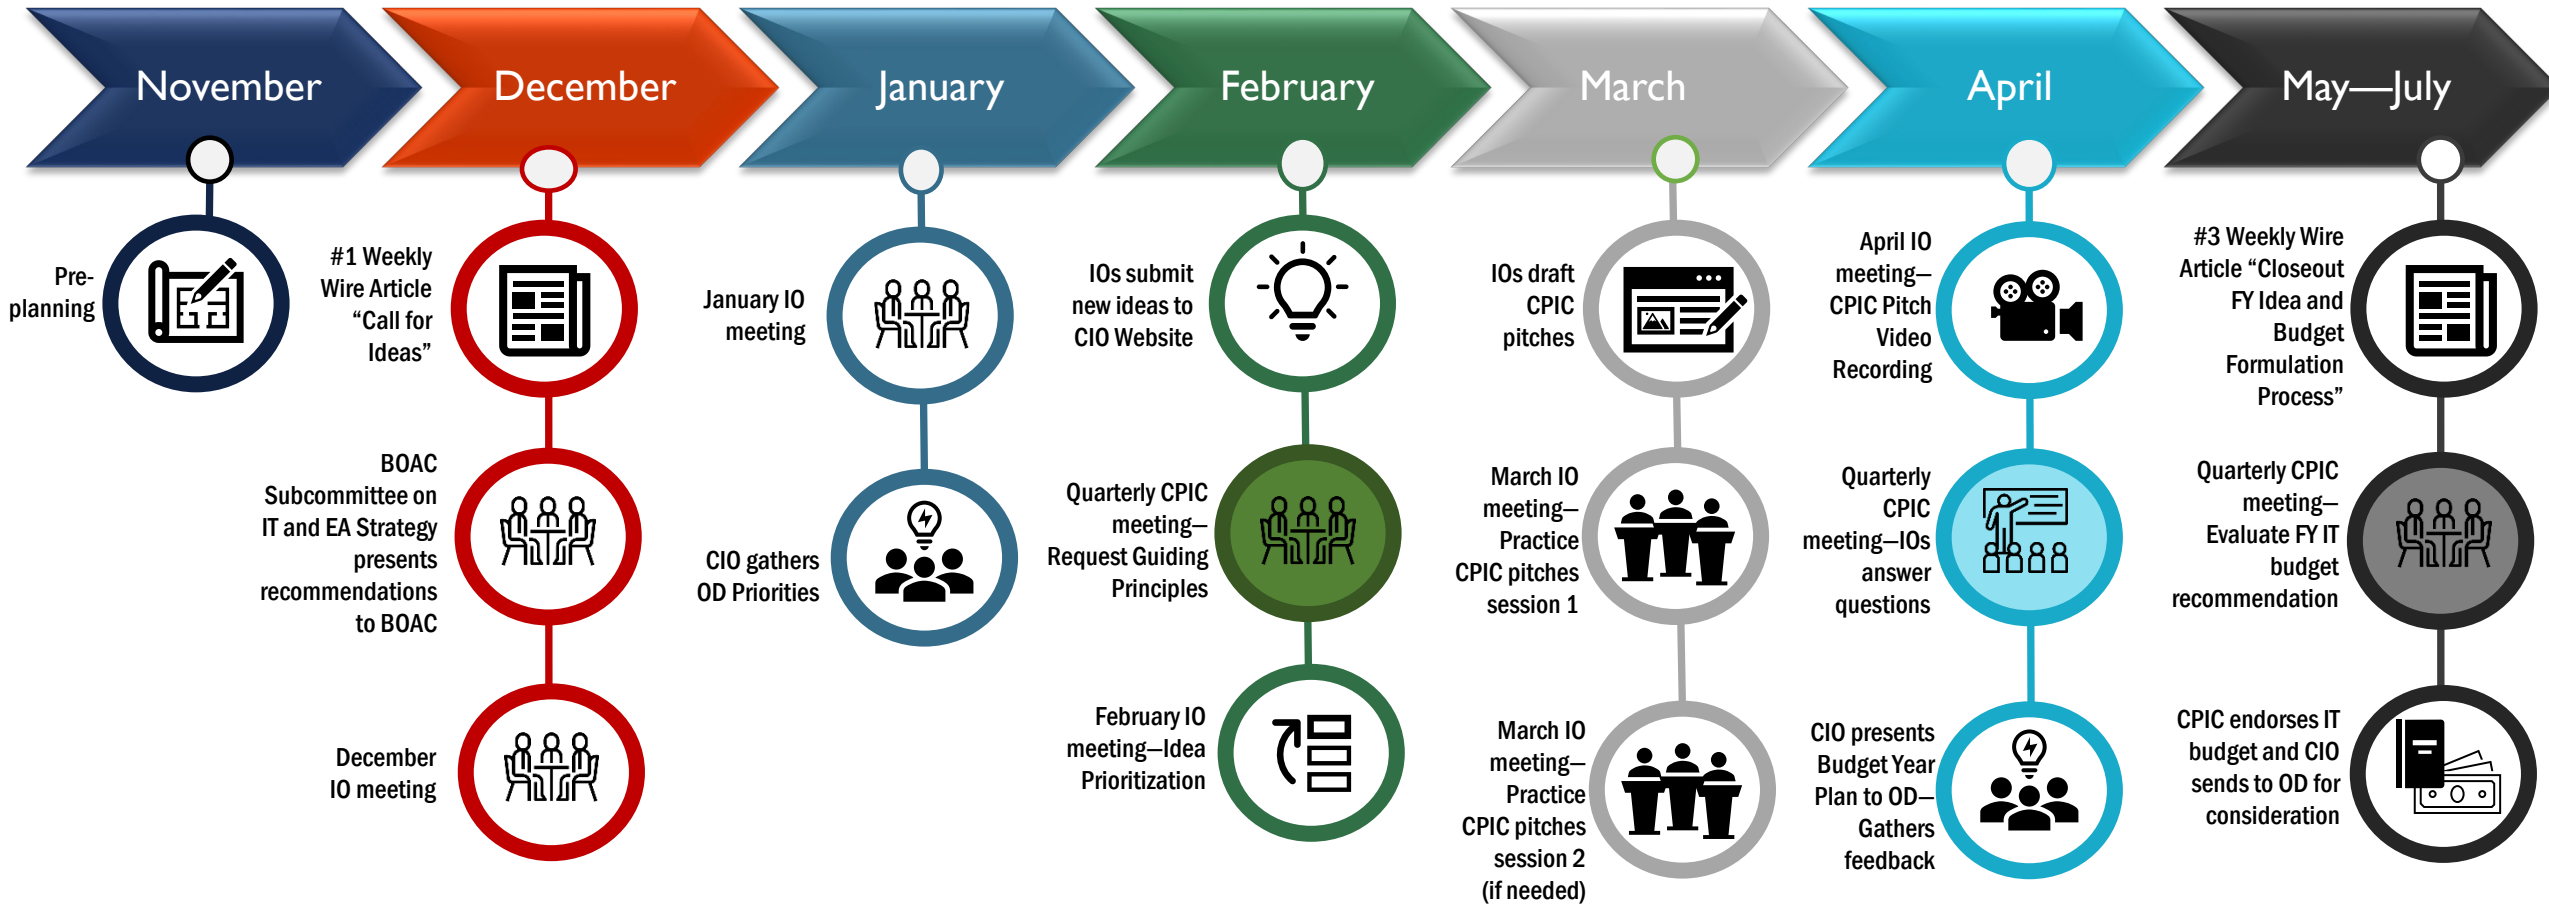 November
December
January
February
March
April
May—July
Pre-
planning
#1 Weekly
Wire Article
“Call for
Ideas”
BOAC
Subcommittee on
IT and EA Strategy
presents
recommendations
to BOAC
December
IO meeting
January IO
meeting
CIO gathers
OD Priorities
IOs submit
new ideas to
CIO Website
Quarterly CPIC
meeting—
Request Guiding
Principles
February IO
meeting—Idea
Prioritization
IOs draft
CPIC
pitches
March IO
meeting—
Practice
CPIC pitches
session 1
March IO
meeting—
Practice
CPIC pitches
session 2
(if needed)
April IO
meeting—
CPIC Pitch
Video
Recording
Quarterly
CPIC
meeting—IOs
answer
questions
CIO presents
Budget Year
Plan to OD—
Gathers
feedback
#3 Weekly Wire
Article “Closeout
FY Idea and
Budget
Formulation
Process”
Quarterly CPIC
meeting—
Evaluate FY IT
budget
recommendation
CPIC endorses IT
budget and CIO
sends to OD for
consideration